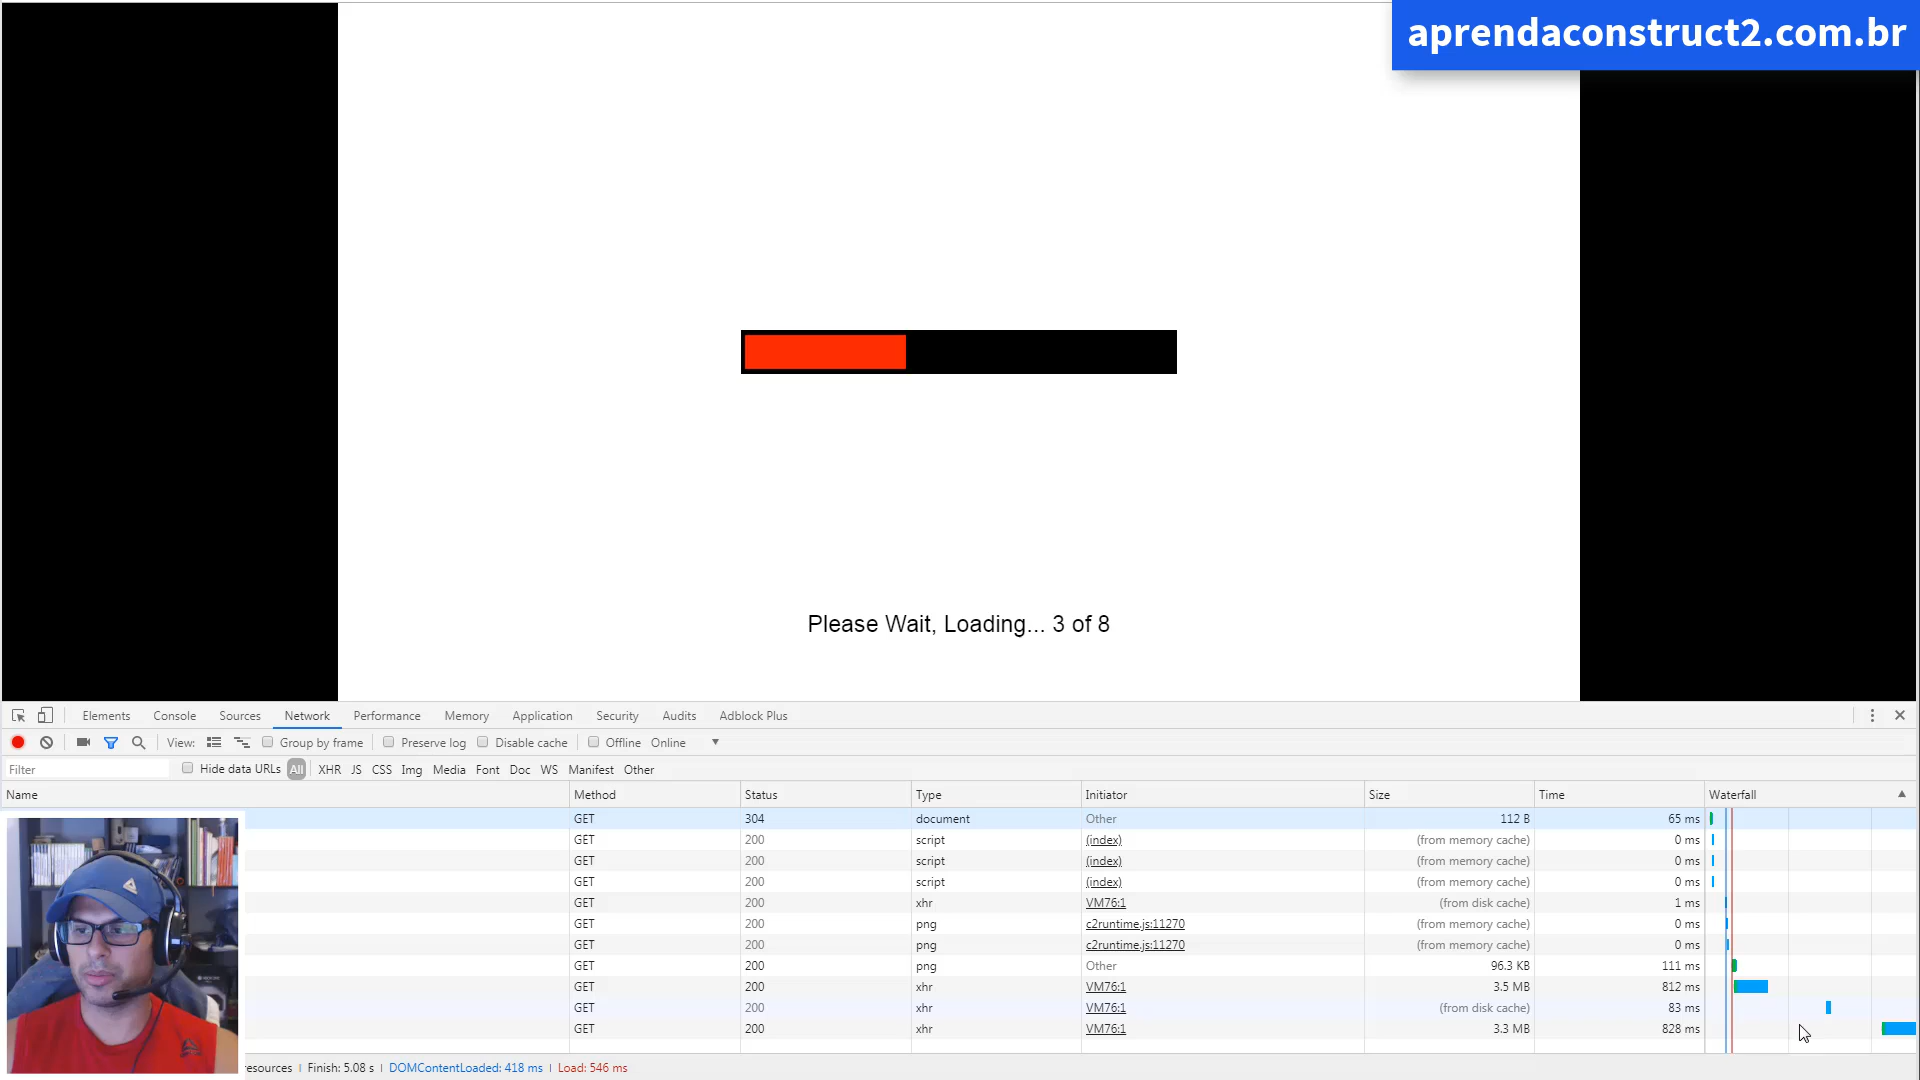 aprendaconstruct2.com.br
Please Wait, Loading... 3 of 8
Elements Console Sources Network Performance Memory Application Security Audits Adblock Plus
View: Group by frame Preserve log Disable cache Offline Online
Filter Hide data URLs All XHR JS CSS Img Media Font Doc WS Manifest Other
Name Method Status Type Initiator Size Time Waterfall
GET 304 document Other 112 B 65 ms
GET 200 script (index) (from memory cache) 0 ms
GET 200 script (index) (from memory cache) 0 ms
GET 200 script (index) (from memory cache) 0 ms
GET 200 xhr VM76:1 (from disk cache) 1 ms
GET 200 png c2runtime.js:11270 (from memory cache) 0 ms
GET 200 png c2runtime.js:11270 (from memory cache) 0 ms
GET 200 png Other 96.3 KB 111 ms
GET 200 xhr VM76:1 3.5 MB 812 ms
GET 200 xhr VM76:1 (from disk cache) 83 ms
GET 200 xhr VM76:1 3.3 MB 828 ms
esources | Finish: 5.08 s | DOMContentLoaded: 418 ms | Load: 546 ms